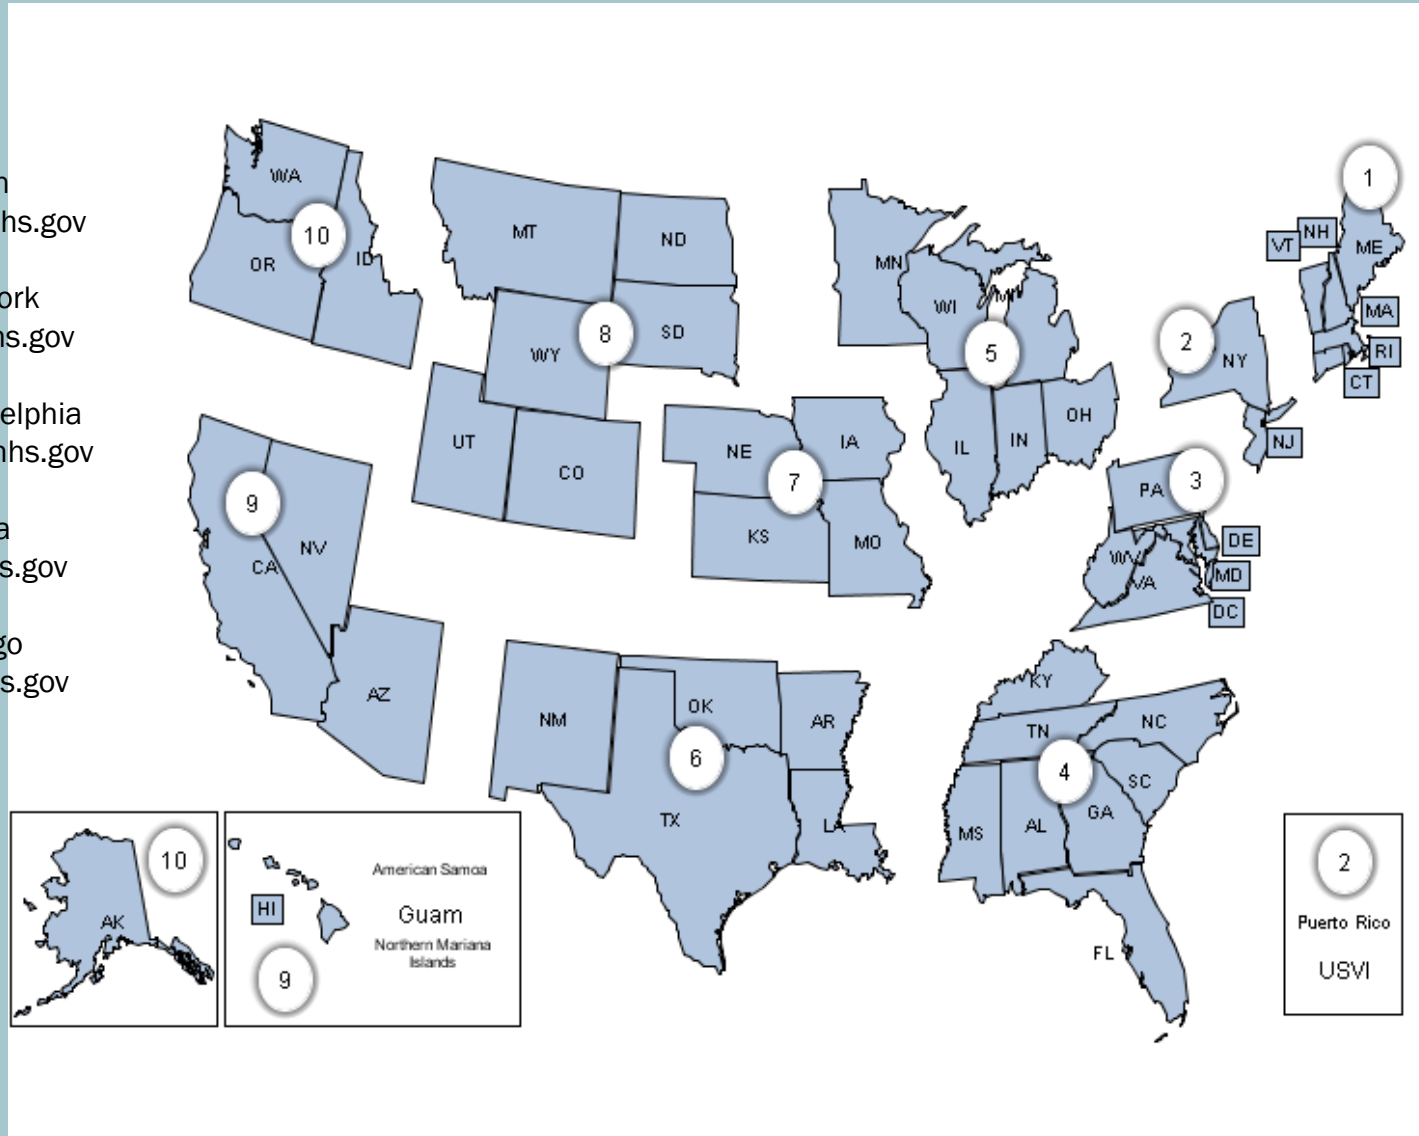 hs.gov
ork
s.gov
elphia
hhs.gov
a
s.gov
go
s.gov
WA
10
OR
ID
MT
ND
8
SD
WY
UT
CO
MN
WI
MI
5
IL
IN
OH
1
NH
VT
ME
MA
RI
CT
2
NY
NJ
9
CA
NV
AZ
NE
IA
7
KS
MO
PA
3
WV
VA
DE
MD
DC
NM
OK
AR
6
TX
LA
KY
TN
NC
4
SC
MS
AL
GA
FL
10
AK
HI
9
American Samoa
Guam
Northern Mariana
Islands
2
Puerto Rico
USVI